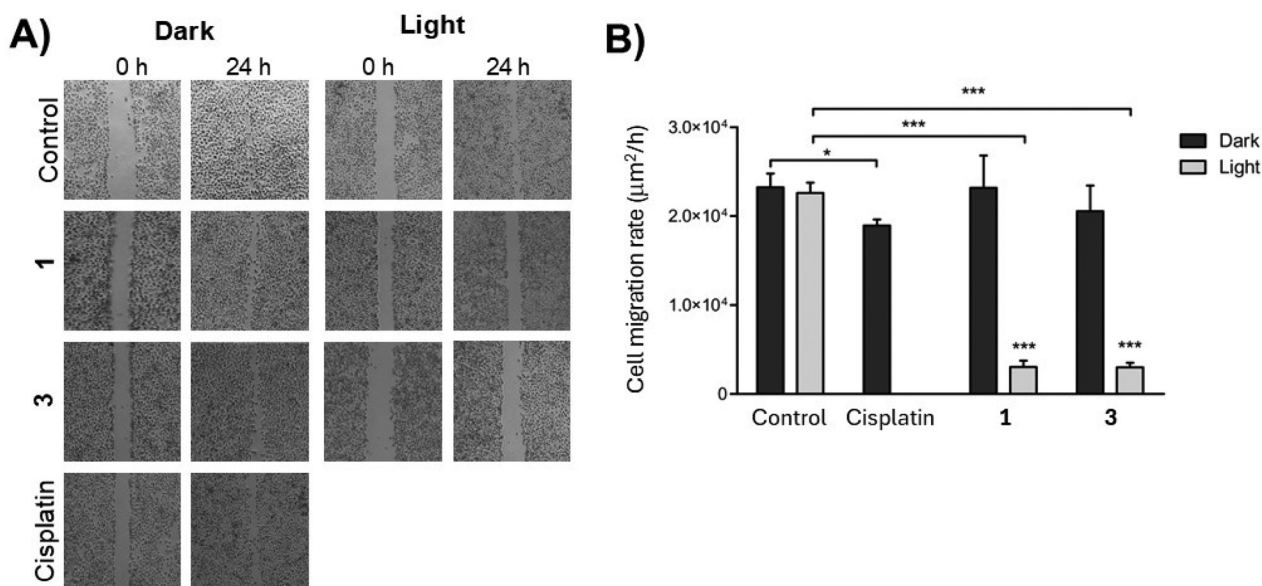 A)
Dark
Light
0 h
24 h
0 h
24 h
Control
1
3
Cisplatin
B)
***
***
*
Cell migration rate (μm²/h)
3.0×10⁴
2.0×10⁴
1.0×10⁴
0
***
***
Control
Cisplatin
1
3
Dark
Light